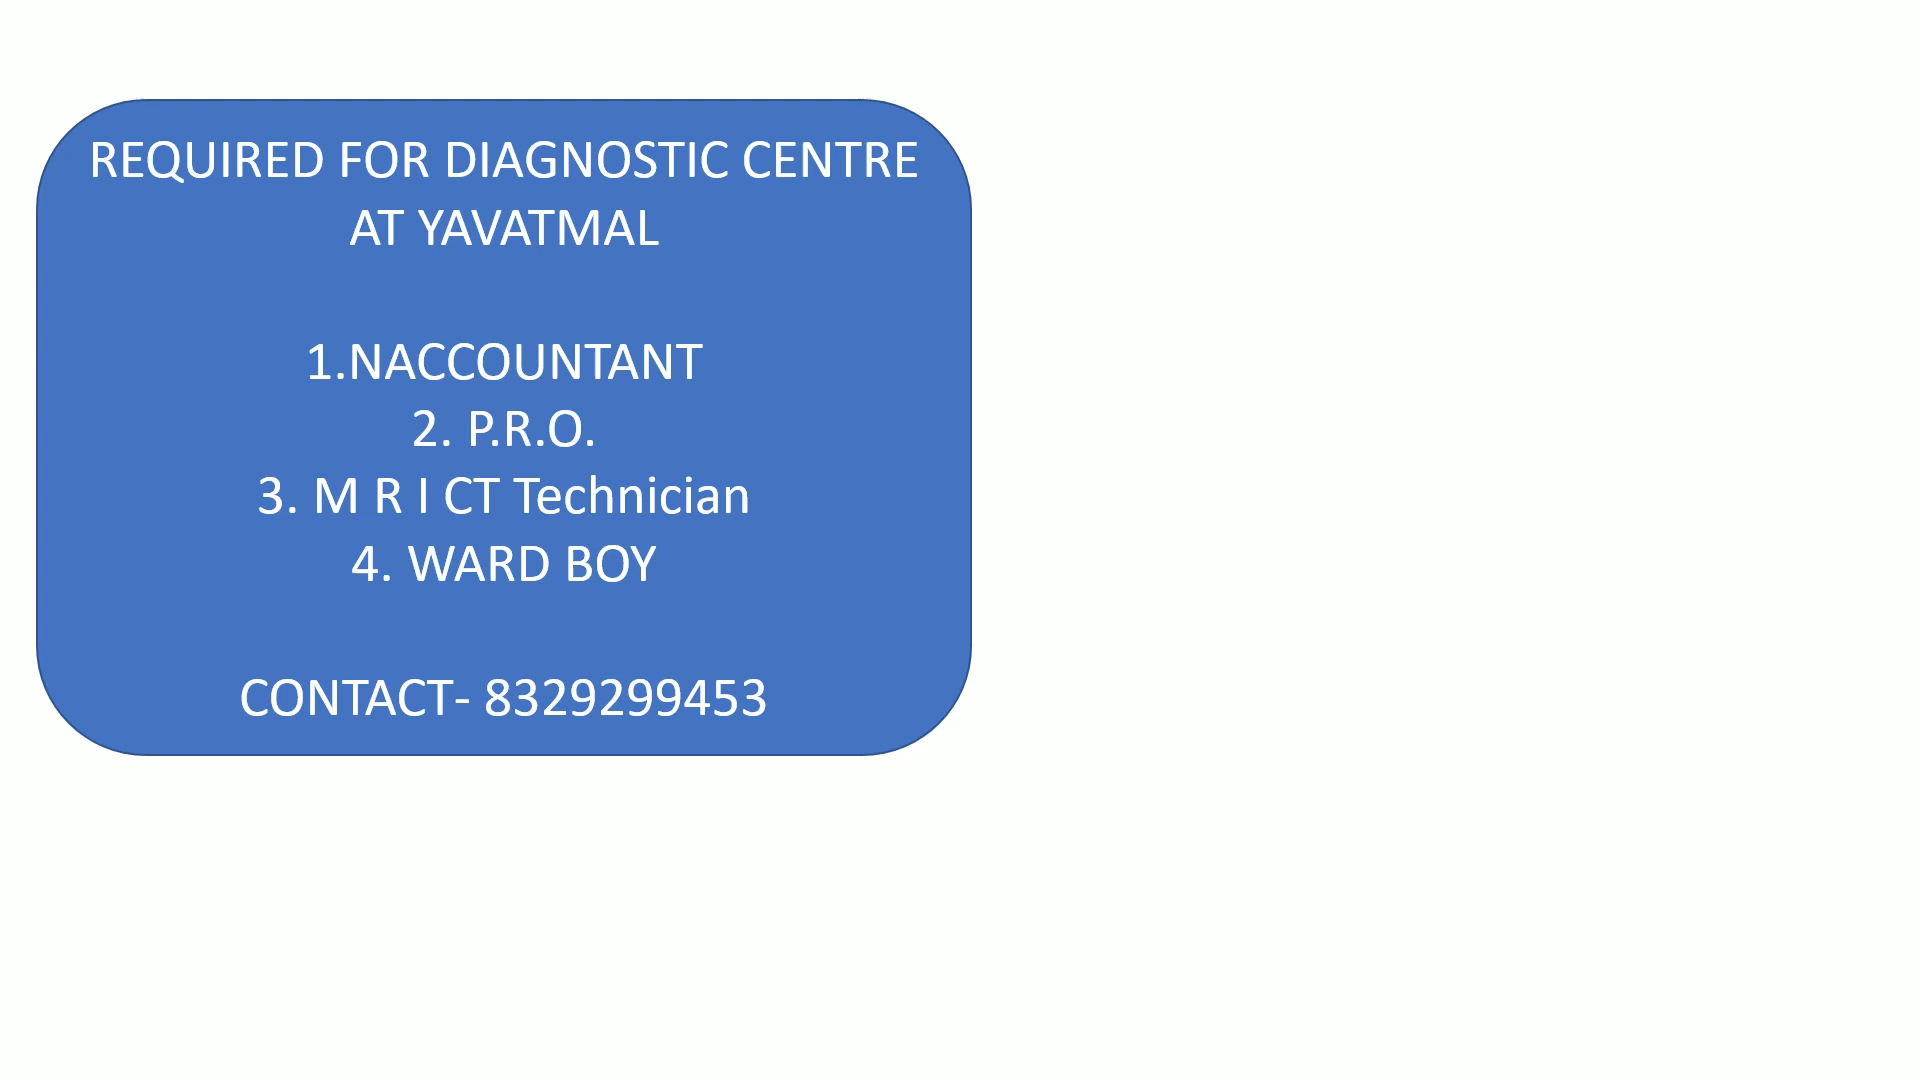 REQUIRED FOR DIAGNOSTIC CENTRE
AT YAVATMAL
1.NACCOUNTANT
2. P.R.O.
3. M R I CT Technician
4. WARD BOY
CONTACT- 8329299453